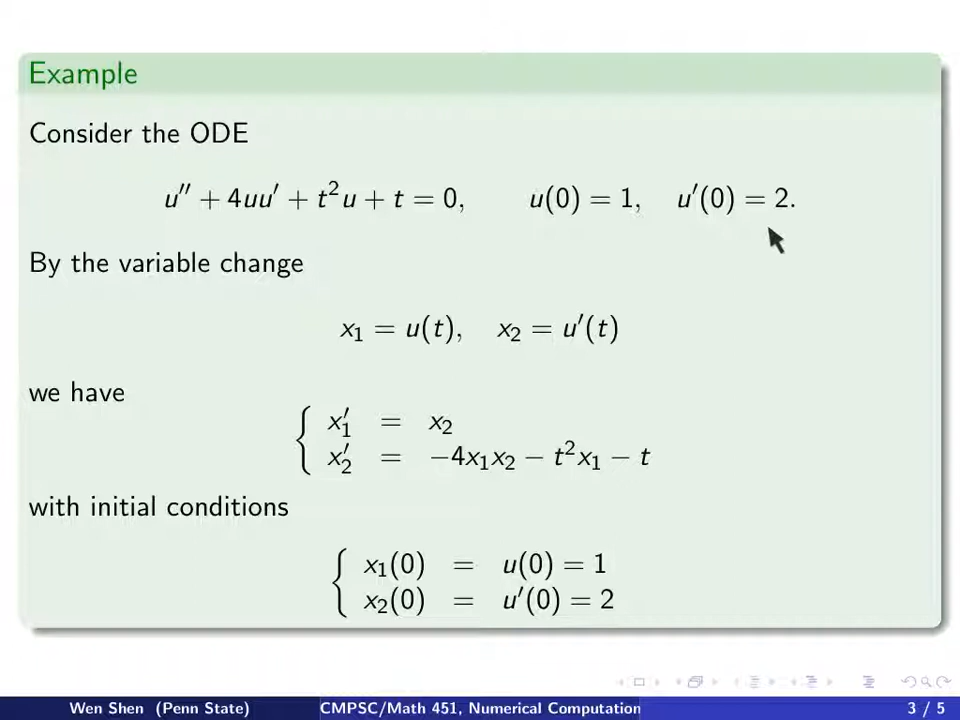 Example
Consider the ODE
u″ + 4uu′ + t²u + t = 0, u(0) = 1, u′(0) = 2.
By the variable change
x₁ = u(t), x₂ = u′(t)
we have
x₁′ = x₂
x₂′ = −4x₁x₂ − t²x₁ − t
with initial conditions
x₁(0) = u(0) = 1
x₂(0) = u′(0) = 2
Wen Shen (Penn State) CMPSC/Math 451, Numerical Computation 3 / 5